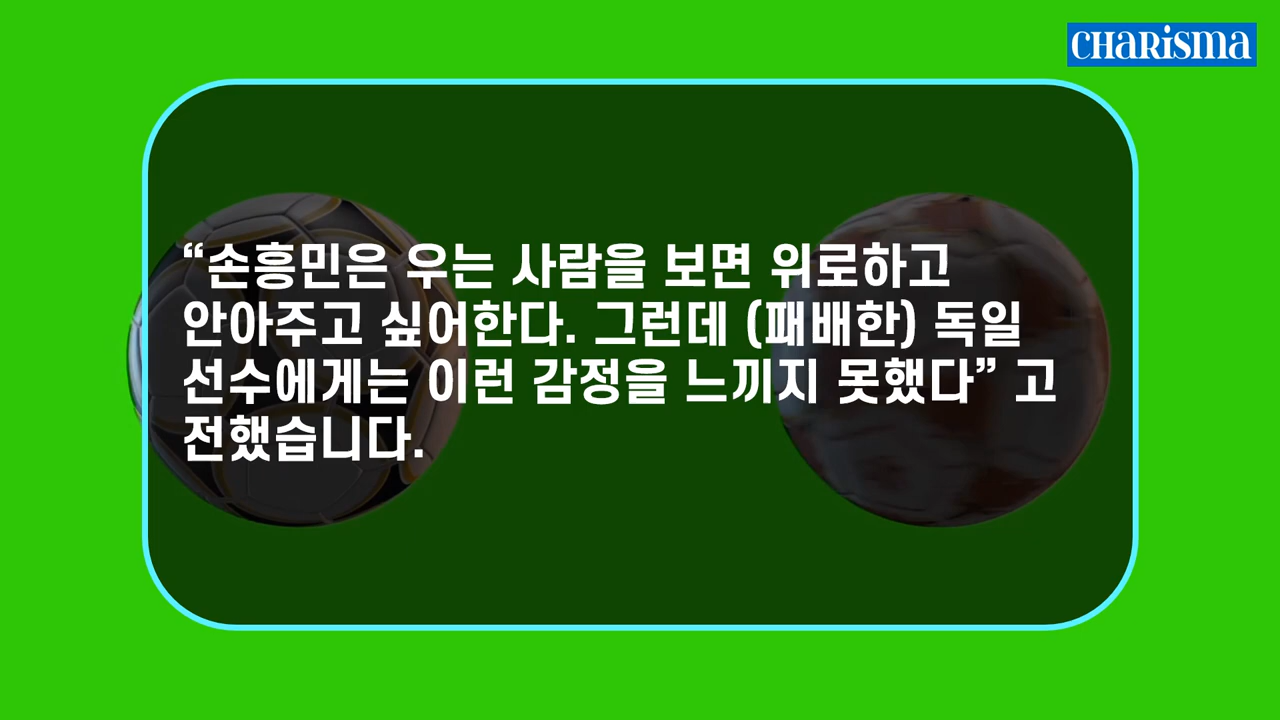 CHARISMA
“손흥민은 우는 사람을 보면 위로하고
안아주고 싶어한다. 그런데 (패배한) 독일
선수에게는 이런 감정을 느끼지 못했다” 고
전했습니다.